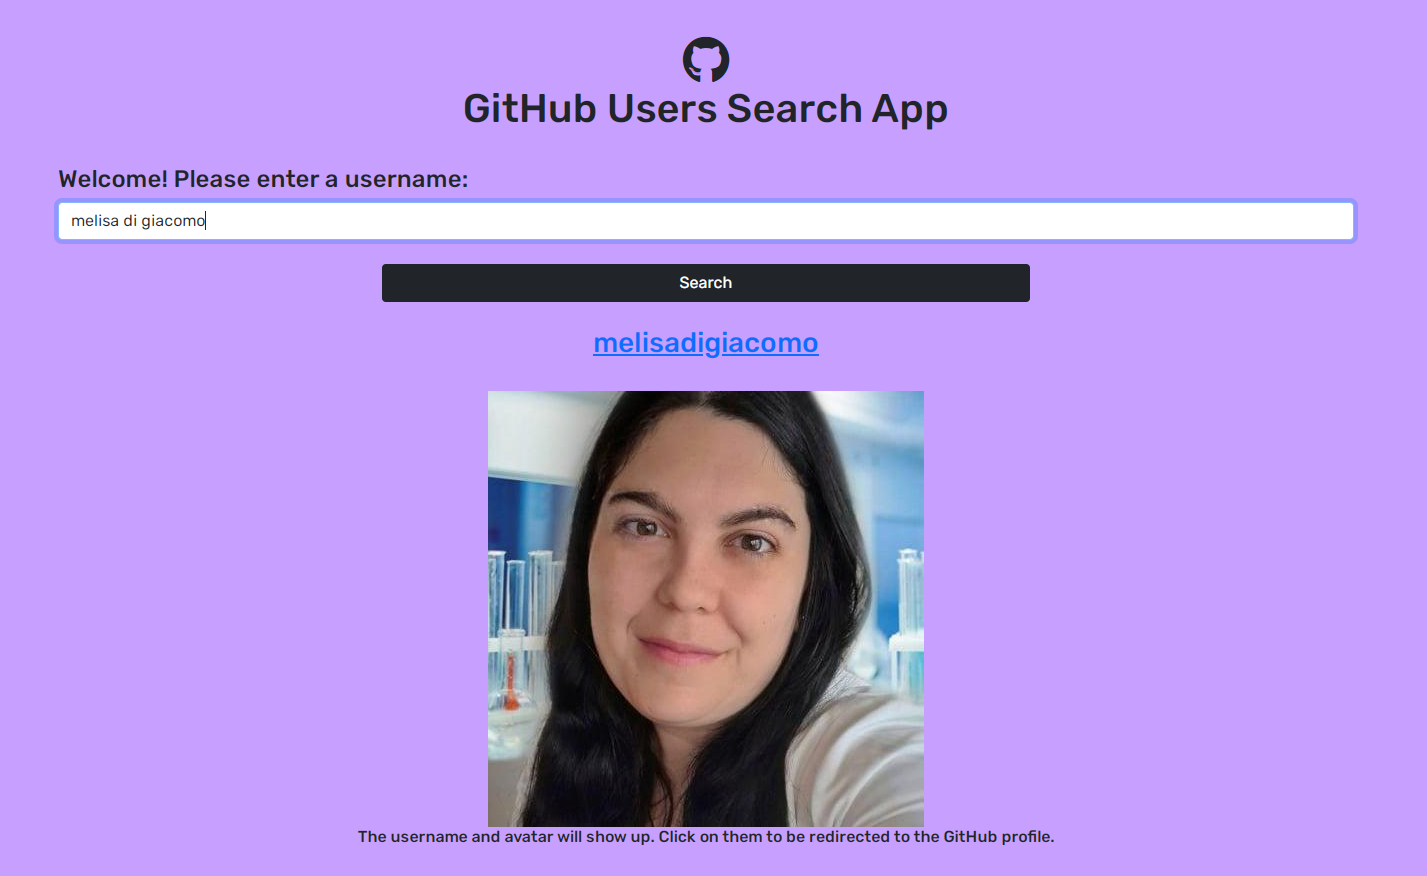 GitHub Users Search App
Welcome! Please enter a username:
melisa di giacomo
Search
melisadigiacomo
The username and avatar will show up. Click on them to be redirected to the GitHub profile.